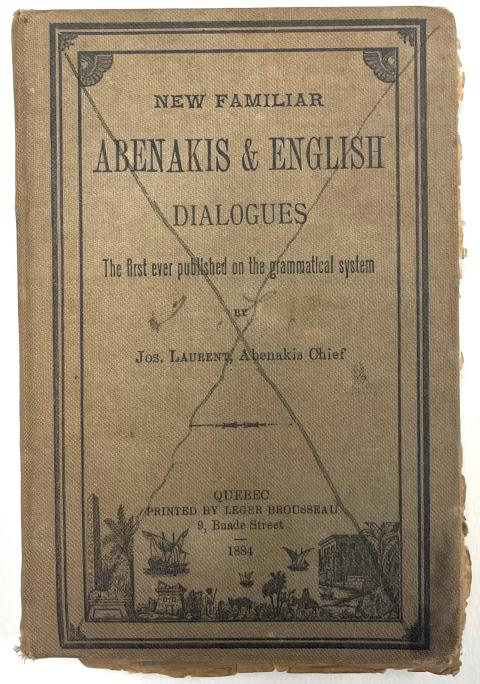 NEW FAMILIAR
ABENAKIS & ENGLISH
DIALOGUES
The first ever published on the grammatical system
BY
Jos. LAURENT, Abenakis Chief
QUEBEC
PRINTED BY LEGER BROUSSEAU
9, Buade Street
1884